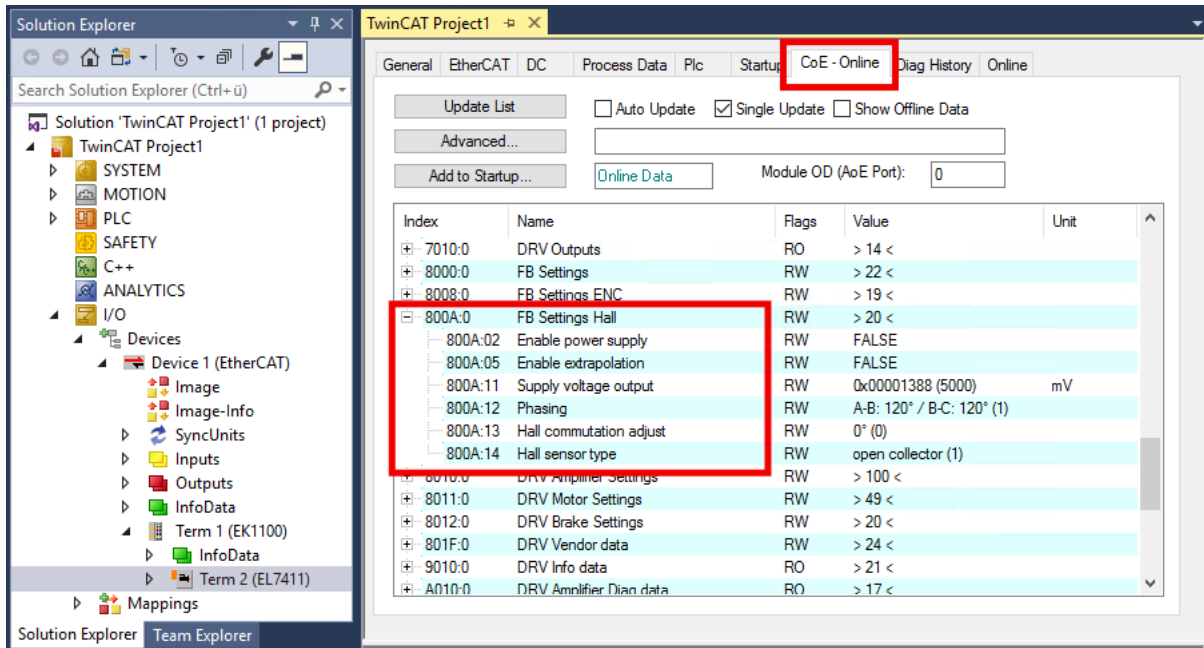 Solution Explorer
Search Solution Explorer (Ctrl+ü)
Solution 'TwinCAT Project1' (1 project)
TwinCAT Project1
SYSTEM
MOTION
PLC
SAFETY
C++
ANALYTICS
I/O
Devices
Device 1 (EtherCAT)
Image
Image-Info
SyncUnits
Inputs
Outputs
InfoData
Term 1 (EK1100)
InfoData
Term 2 (EL7411)
Mappings
Solution Explorer Team Explorer
TwinCAT Project1
General EtherCAT DC Process Data Plc Startup CoE - Online Diag History Online
Update List Auto Update Single Update Show Offline Data
Advanced...
Add to Startup... Online Data Module OD (AoE Port): 0
Index Name Flags Value Unit
7010:0 DRV Outputs RO > 14 <
8000:0 FB Settings RW > 22 <
8008:0 FB Settings ENC RW > 19 <
800A:0 FB Settings Hall RW > 20 <
800A:02 Enable power supply RW FALSE
800A:05 Enable extrapolation RW FALSE
800A:11 Supply voltage output RW 0x00001388 (5000) mV
800A:12 Phasing RW A-B: 120° / B-C: 120° (1)
800A:13 Hall commutation adjust RW 0° (0)
800A:14 Hall sensor type RW open collector (1)
8010:0 DRV Amplifier Settings RW > 100 <
8011:0 DRV Motor Settings RW > 49 <
8012:0 DRV Brake Settings RW > 20 <
801F:0 DRV Vendor data RW > 24 <
9010:0 DRV Info data RO > 21 <
A010:0 DRV Amplifier Diag data RO > 17 <